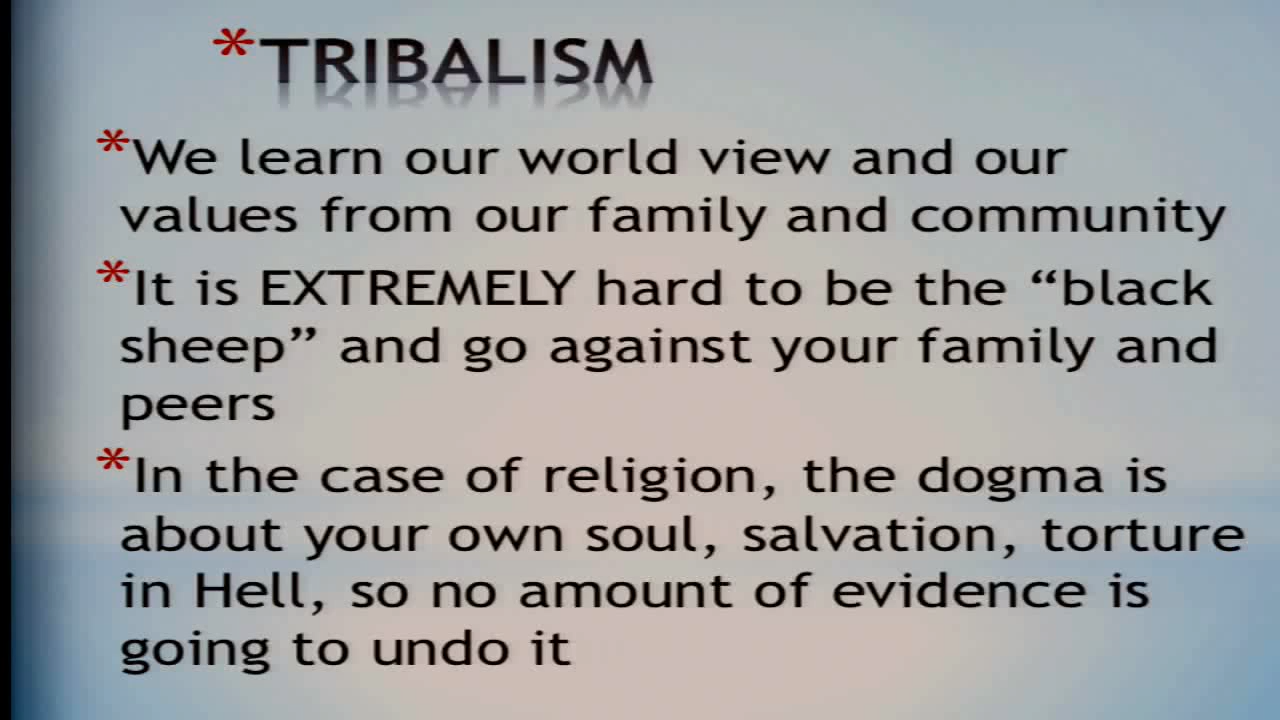 *TRIBALISM
*We learn our world view and our
values from our family and community
*It is EXTREMELY hard to be the “black
sheep” and go against your family and
peers
*In the case of religion, the dogma is
about your own soul, salvation, torture
in Hell, so no amount of evidence is
going to undo it